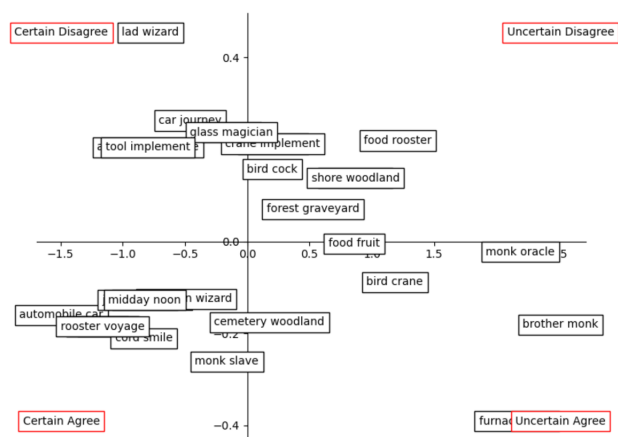 Certain Disagree
lad wizard
Uncertain Disagree
0.4
car journey
glass magician
crane implement
food rooster
tool implement
bird cock
shore woodland
forest graveyard
0.0
food fruit
−1.5
−1.0
−0.5
0.0
0.5
1.5
monk oracle
bird crane
midday noon
wizard
automobile car
rooster voyage
cord smile
cemetery woodland
brother monk
−0.2
monk slave
Certain Agree
−0.4
Uncertain Agree